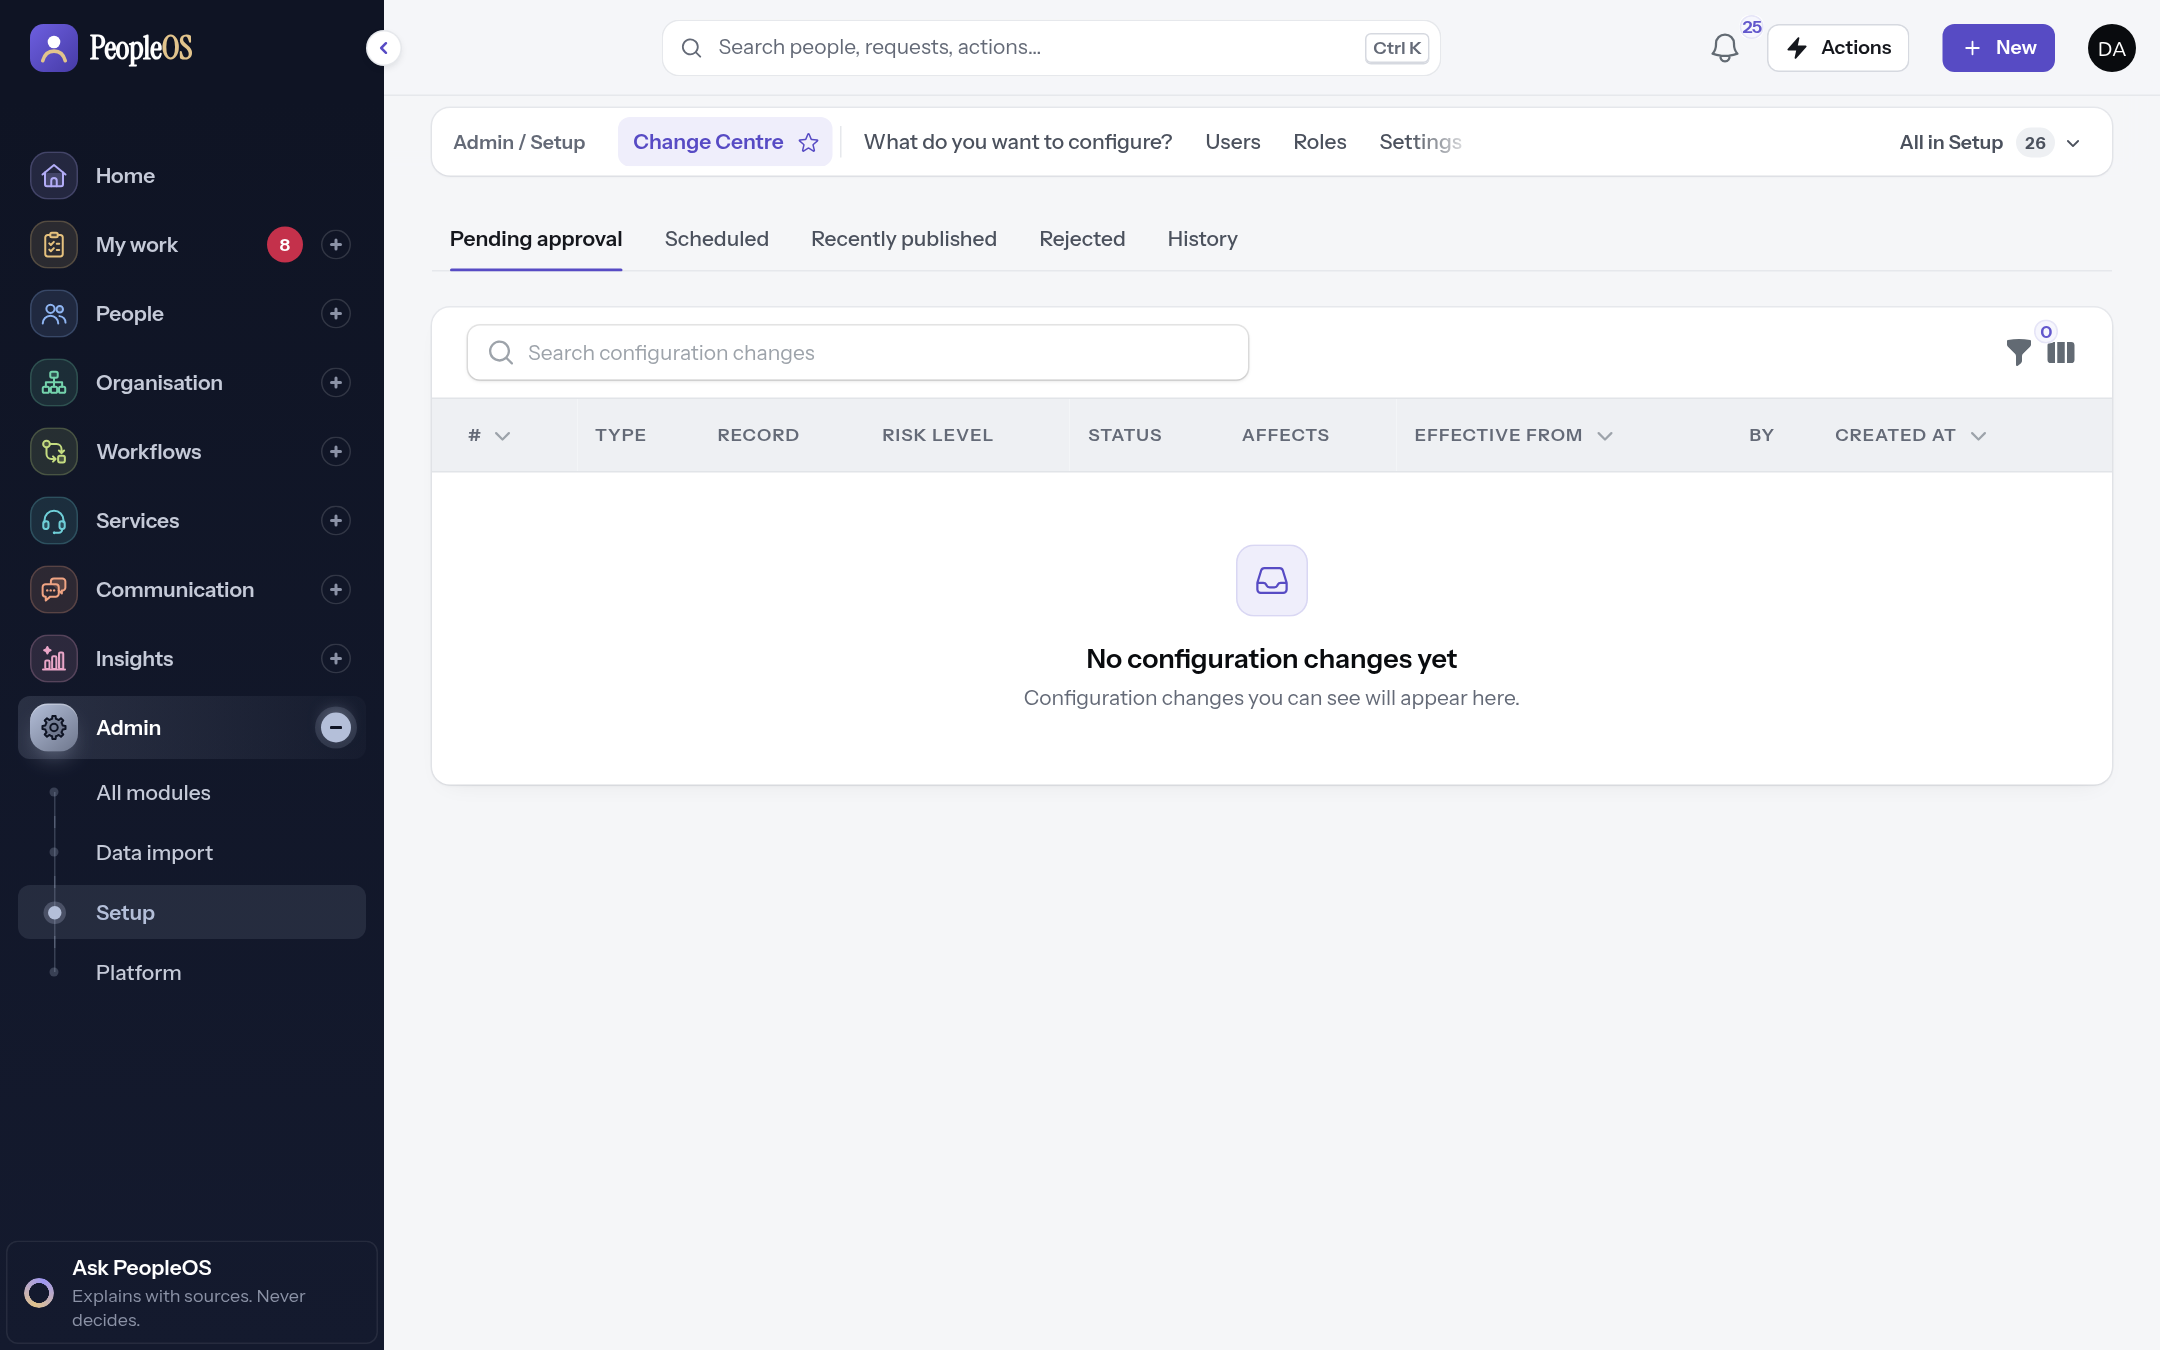 PeopleOS
Search people, requests, actions...
Ctrl K
25
Actions
New
DA
Admin / Setup
Change Centre
What do you want to configure?
Users
Roles
Settings
All in Setup
26
Home
My work
8
People
Organisation
Workflows
Services
Communication
Insights
Admin
All modules
Data import
Setup
Platform
Ask PeopleOS
Explains with sources. Never
decides.
Pending approval
Scheduled
Recently published
Rejected
History
Search configuration changes
0
#
TYPE
RECORD
RISK LEVEL
STATUS
AFFECTS
EFFECTIVE FROM
BY
CREATED AT
No configuration changes yet
Configuration changes you can see will appear here.